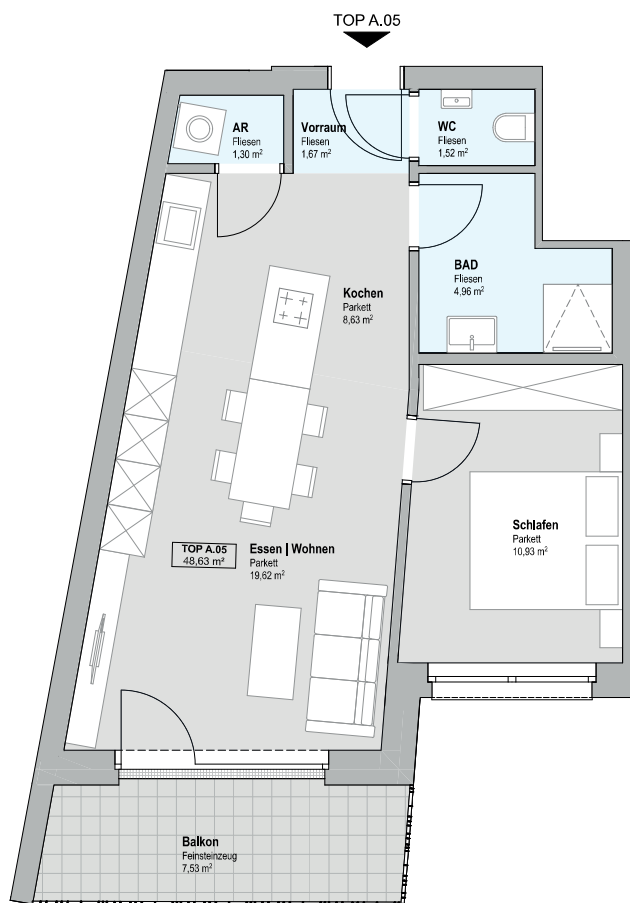 TOP A.05
AR
Fliesen
1,30 m²
Vorraum
Fliesen
1,67 m²
WC
Fliesen
1,52 m²
BAD
Fliesen
4,96 m²
Kochen
Parkett
8,63 m²
TOP A.05
48,63 m²
Essen | Wohnen
Parkett
19,62 m²
Schlafen
Parkett
10,93 m²
Balkon
Feinsteinzeug
7,53 m²